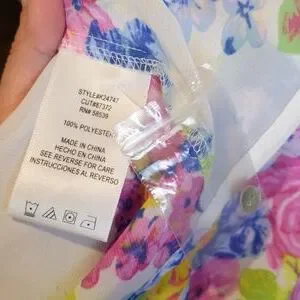 STYLE#K24747
CUT#87372
RN# 58539
100% POLYESTER
MADE IN CHINA
HECHO EN CHINA
SEE REVERSE FOR CARE
INSTRUCCIONES AL REVERSO